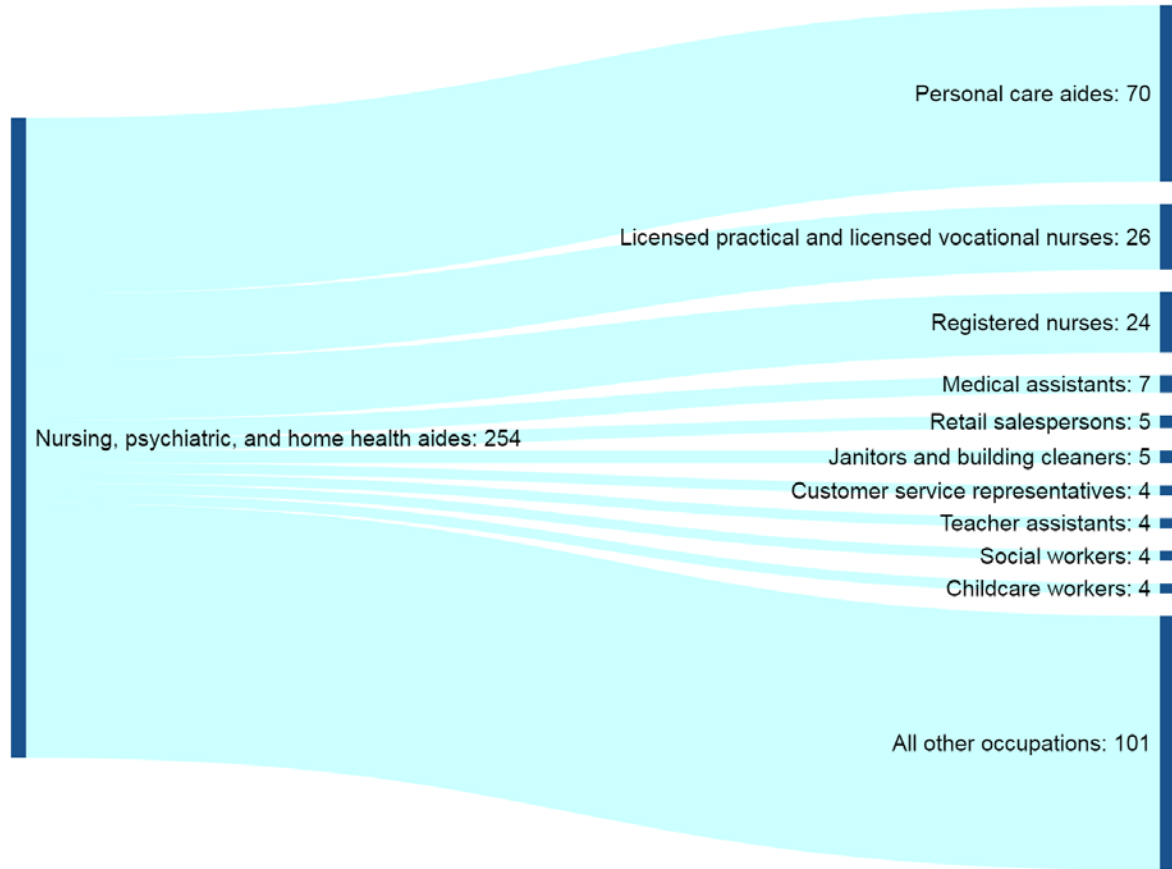 Personal care aides: 70
Licensed practical and licensed vocational nurses: 26
Registered nurses: 24
Medical assistants: 7
Retail salespersons: 5
Nursing, psychiatric, and home health aides: 254
Janitors and building cleaners: 5
Customer service representatives: 4
Teacher assistants: 4
Social workers: 4
Childcare workers: 4
All other occupations: 101